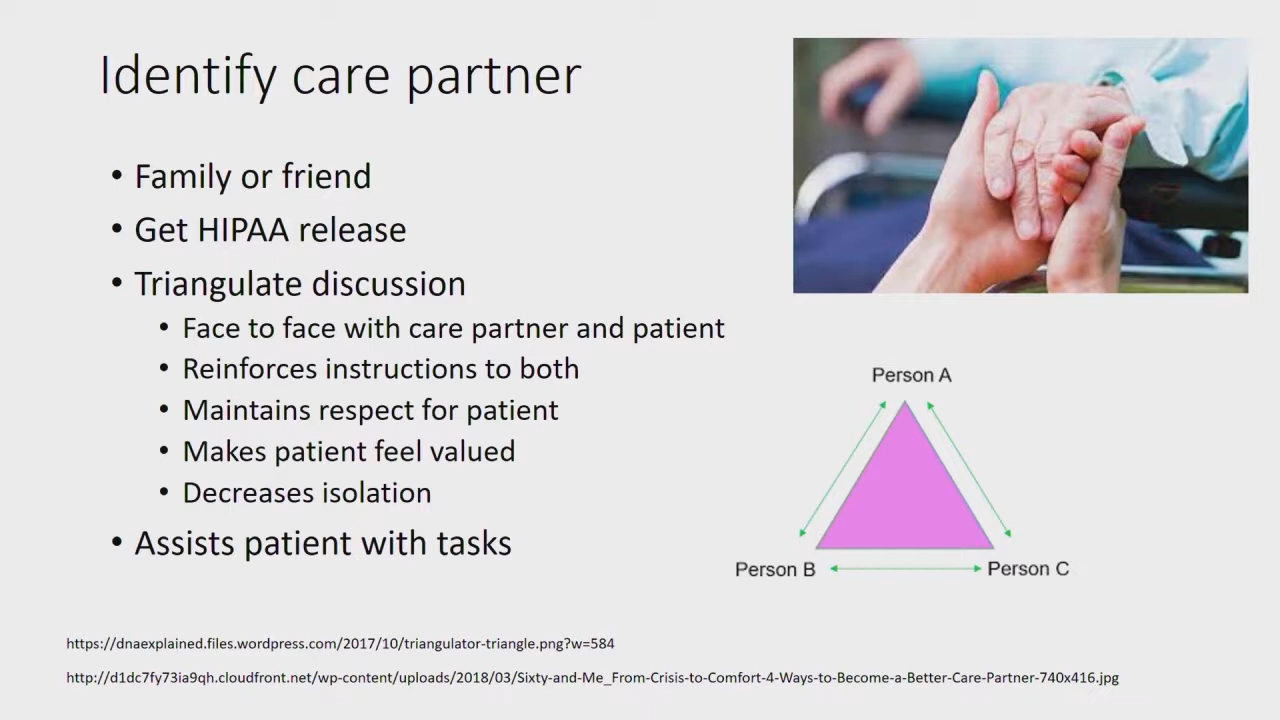 Identify care partner
• Family or friend
• Get HIPAA release
• Triangulate discussion
• Face to face with care partner and patient
• Reinforces instructions to both
• Maintains respect for patient
• Makes patient feel valued
• Decreases isolation
• Assists patient with tasks
Person A
Person B
Person C
https://dnaexplained.files.wordpress.com/2017/10/triangulator-triangle.png?w=584
http://d1dc7fy73ia9qh.cloudfront.net/wp-content/uploads/2018/03/Sixty-and-Me_From-Crisis-to-Comfort-4-Ways-to-Become-a-Better-Care-Partner-740x416.jpg